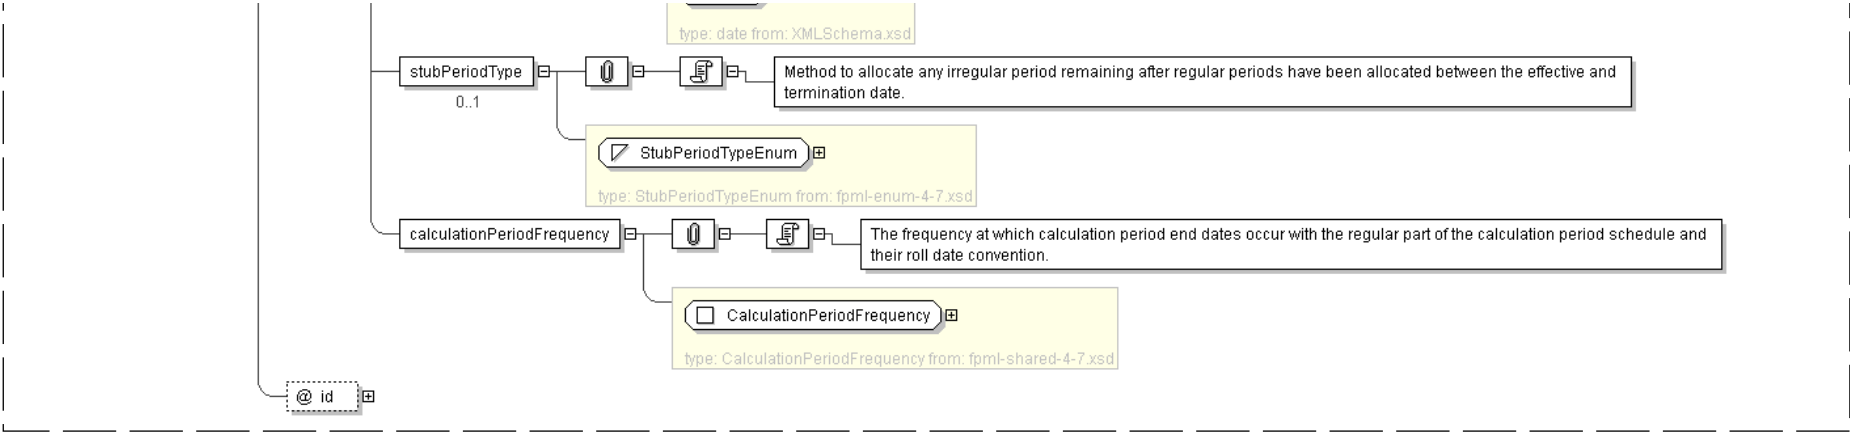 type: date from: XMLSchema.xsd
stubPeriodType
Method to allocate any irregular period remaining after regular periods have been allocated between the effective and
termination date.
0..1
StubPeriodTypeEnum
type: StubPeriodTypeEnum from: fpml-enum-4-7.xsd
calculationPeriodFrequency
The frequency at which calculation period end dates occur with the regular part of the calculation period schedule and
their roll date convention.
CalculationPeriodFrequency
type: CalculationPeriodFrequency from: fpml-shared-4-7.xsd
@ id